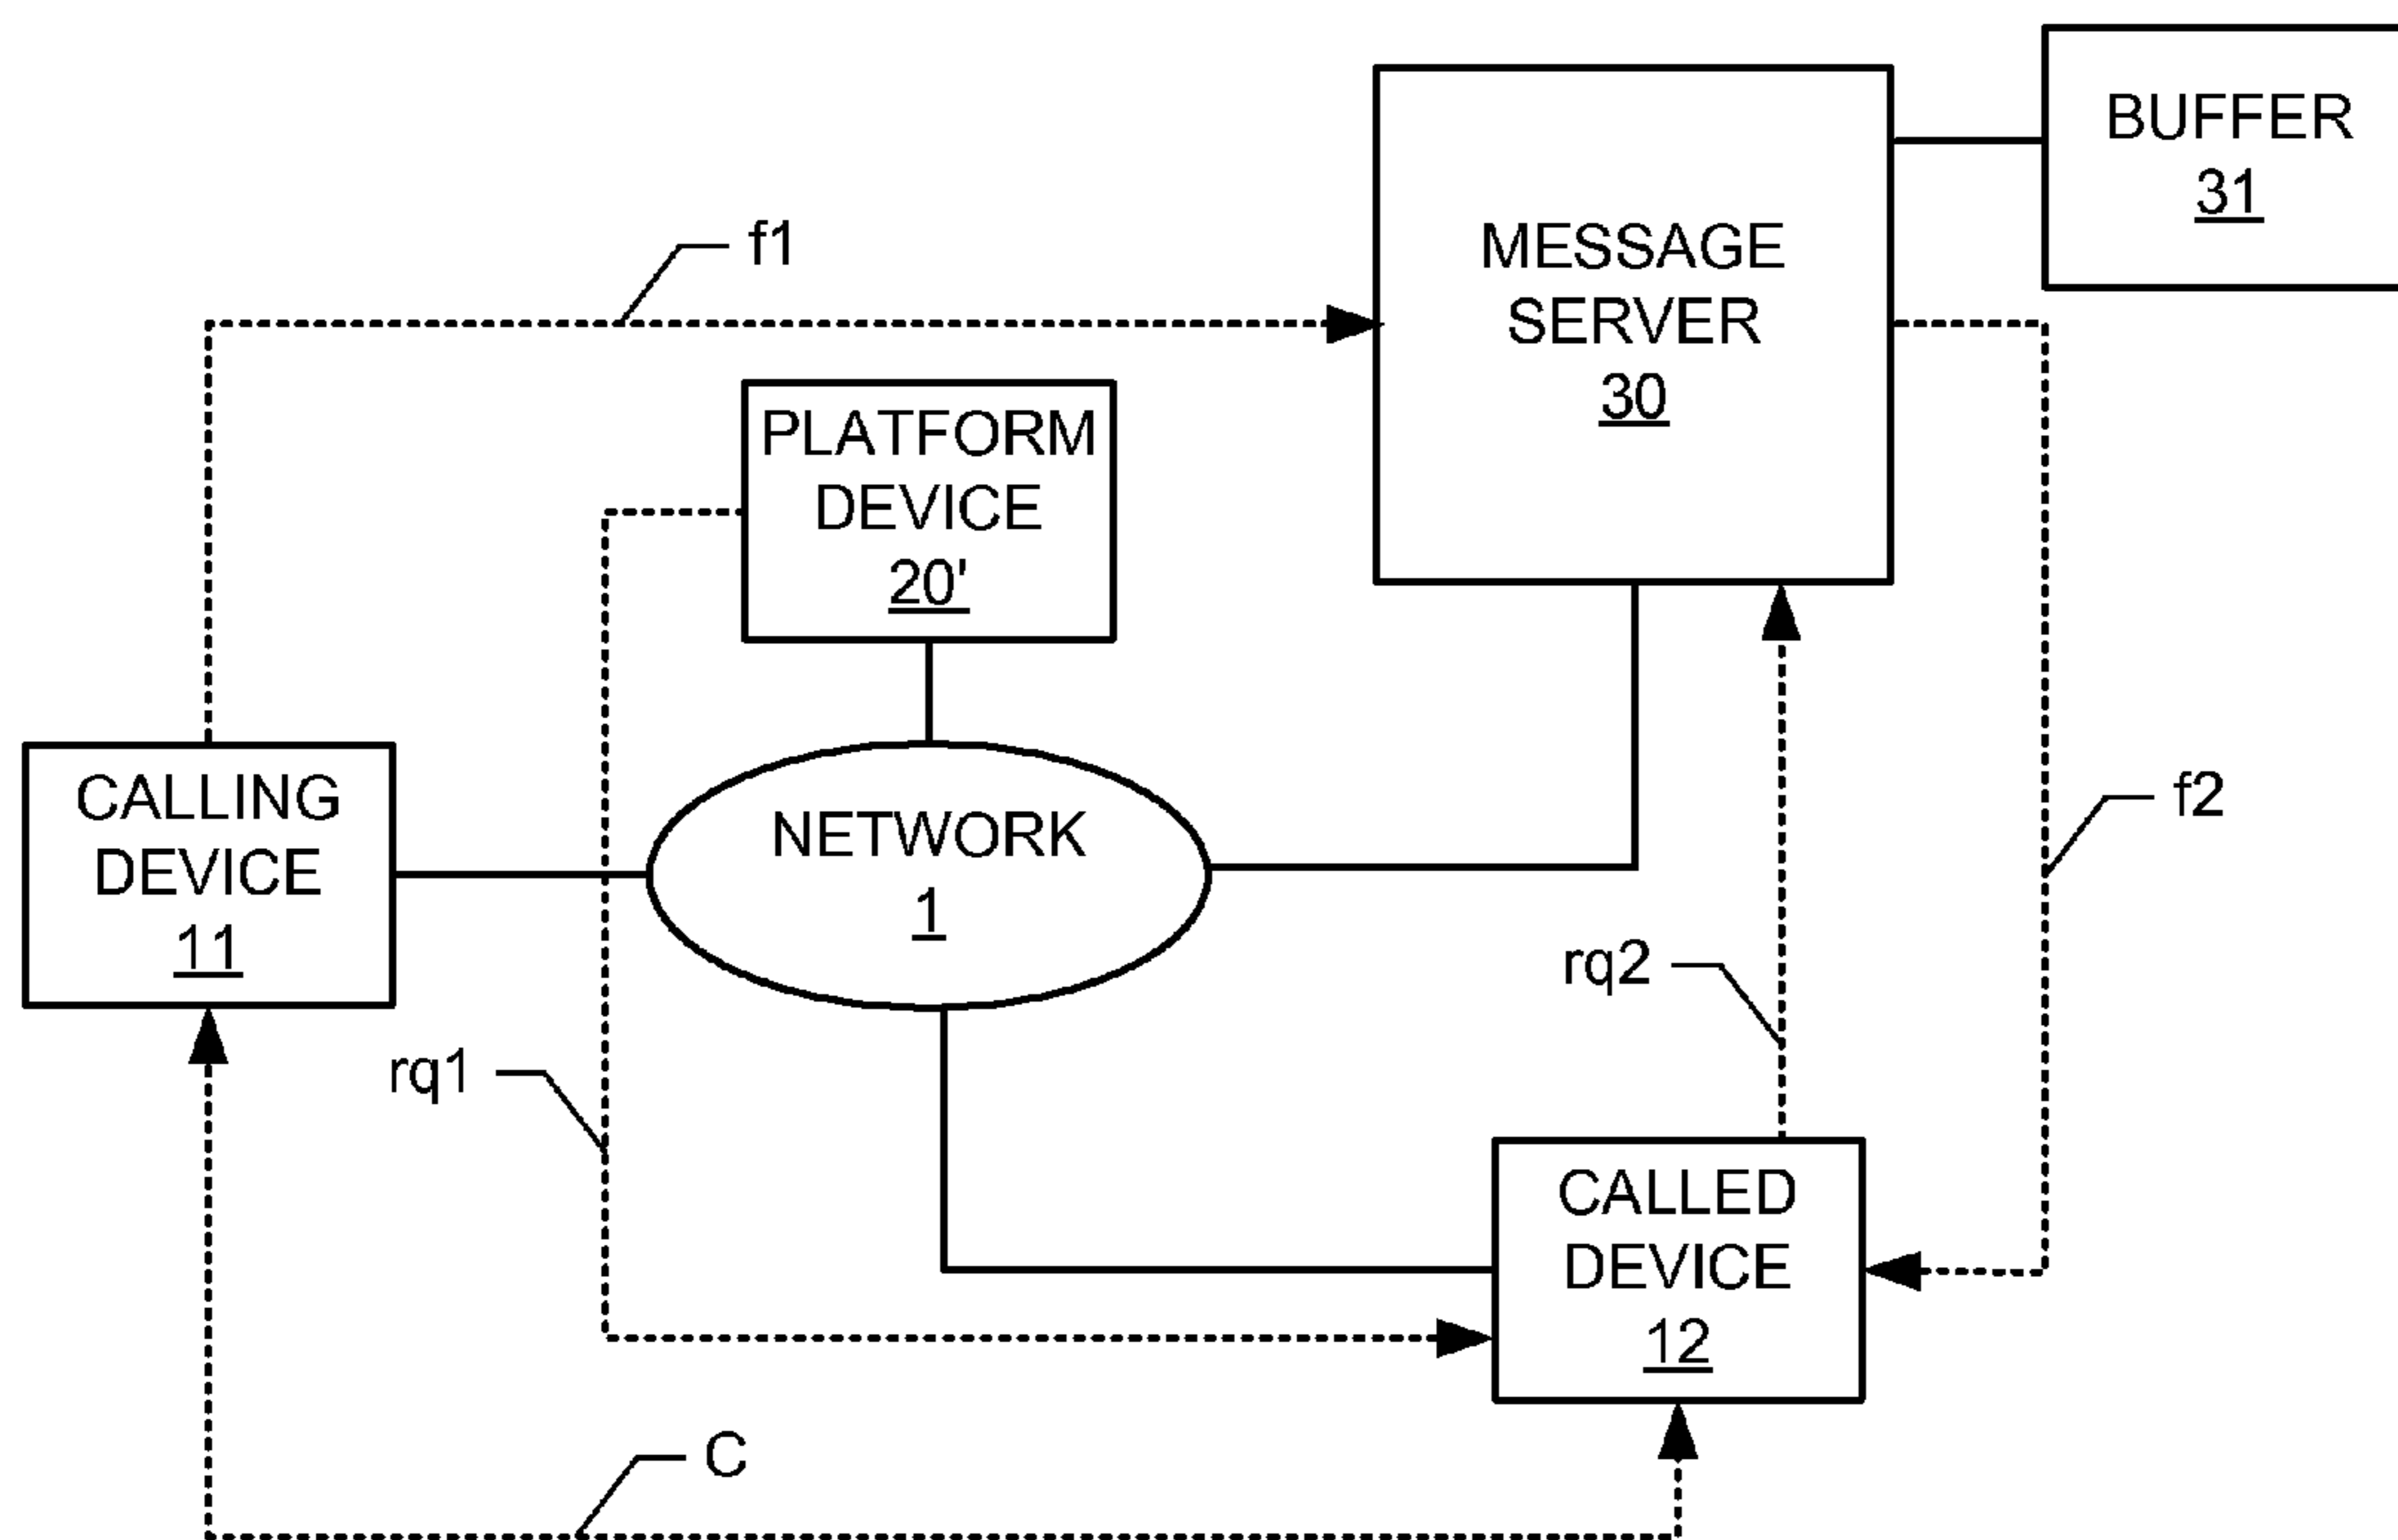 BUFFER
31
f1
MESSAGE
SERVER
30
PLATFORM
DEVICE
20'
CALLING
DEVICE
11
NETWORK
1
f2
rq2
rq1
CALLED
DEVICE
12
C